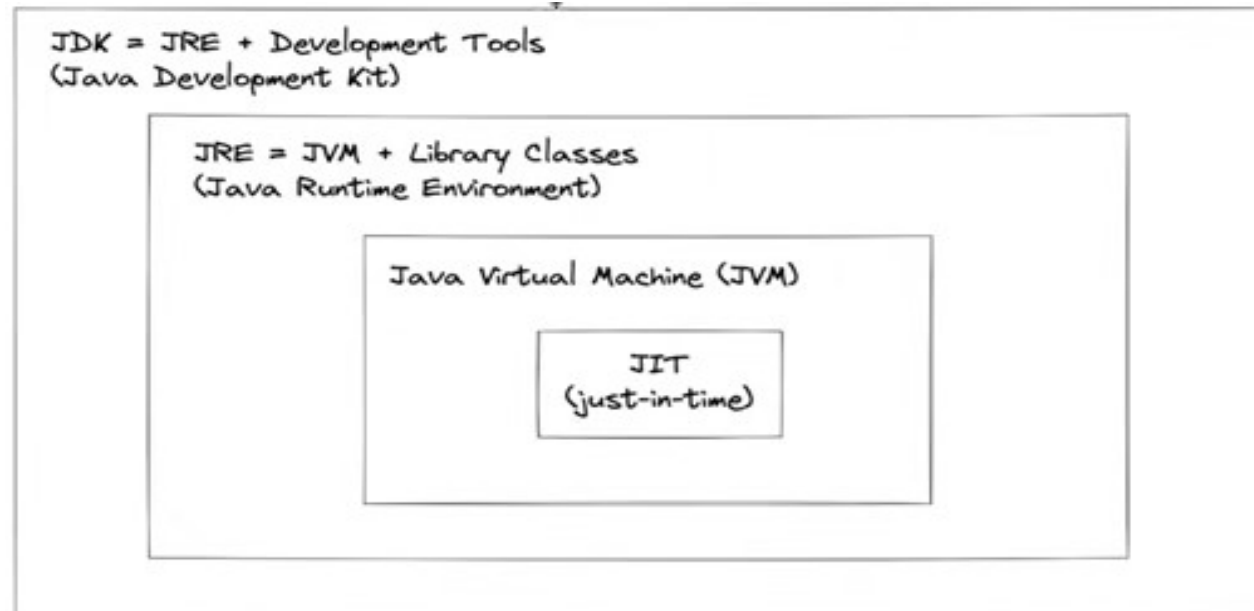 JDK = JRE + Development Tools
(Java Development Kit)
JRE = JVM + Library Classes
(Java Runtime Environment)
Java Virtual Machine (JVM)
JIT
(just-in-time)